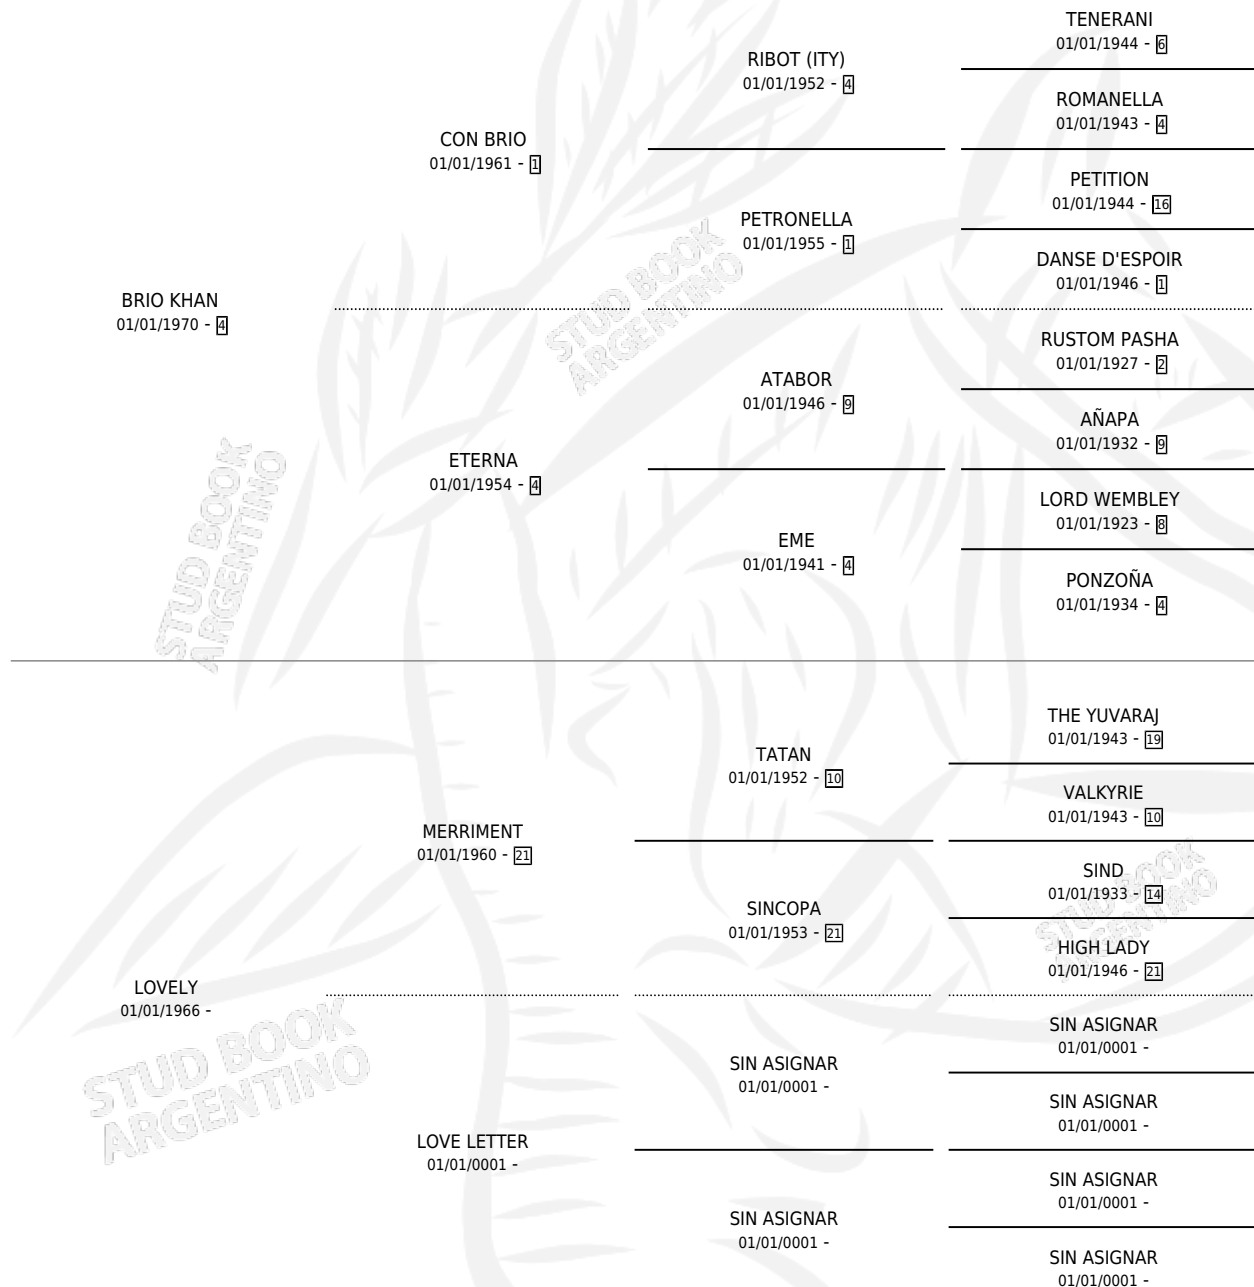 TENERANI
01/01/1944 - 6
RIBOT (ITY)
01/01/1952 - 4
ROMANELLA
01/01/1943 - 4
CON BRIO
01/01/1961 - 1
PETITION
01/01/1944 - 16
PETRONELLA
01/01/1955 - 1
DANSE D'ESPOIR
01/01/1946 - 1
BRIO KHAN
01/01/1970 - 4
RUSTOM PASHA
01/01/1927 - 2
ATABOR
01/01/1946 - 9
AÑAPA
01/01/1932 - 9
ETERNA
01/01/1954 - 4
LORD WEMBLEY
01/01/1923 - 8
EME
01/01/1941 - 4
PONZOÑA
01/01/1934 - 4
THE YUVARAJ
01/01/1943 - 19
TATAN
01/01/1952 - 10
VALKYRIE
01/01/1943 - 10
MERRIMENT
01/01/1960 - 21
SIND
01/01/1933 - 14
SINCOPA
01/01/1953 - 21
HIGH LADY
01/01/1946 - 21
LOVELY
01/01/1966 -
SIN ASIGNAR
01/01/0001 -
SIN ASIGNAR
01/01/0001 -
SIN ASIGNAR
01/01/0001 -
LOVE LETTER
01/01/0001 -
SIN ASIGNAR
01/01/0001 -
SIN ASIGNAR
01/01/0001 -
SIN ASIGNAR
01/01/0001 -
STUD BOOK
ARGENTINO
STUD BOOK
ARGENTINO
STUD BOOK
ARGENTINO
STUD BOOK
ARGENTINO